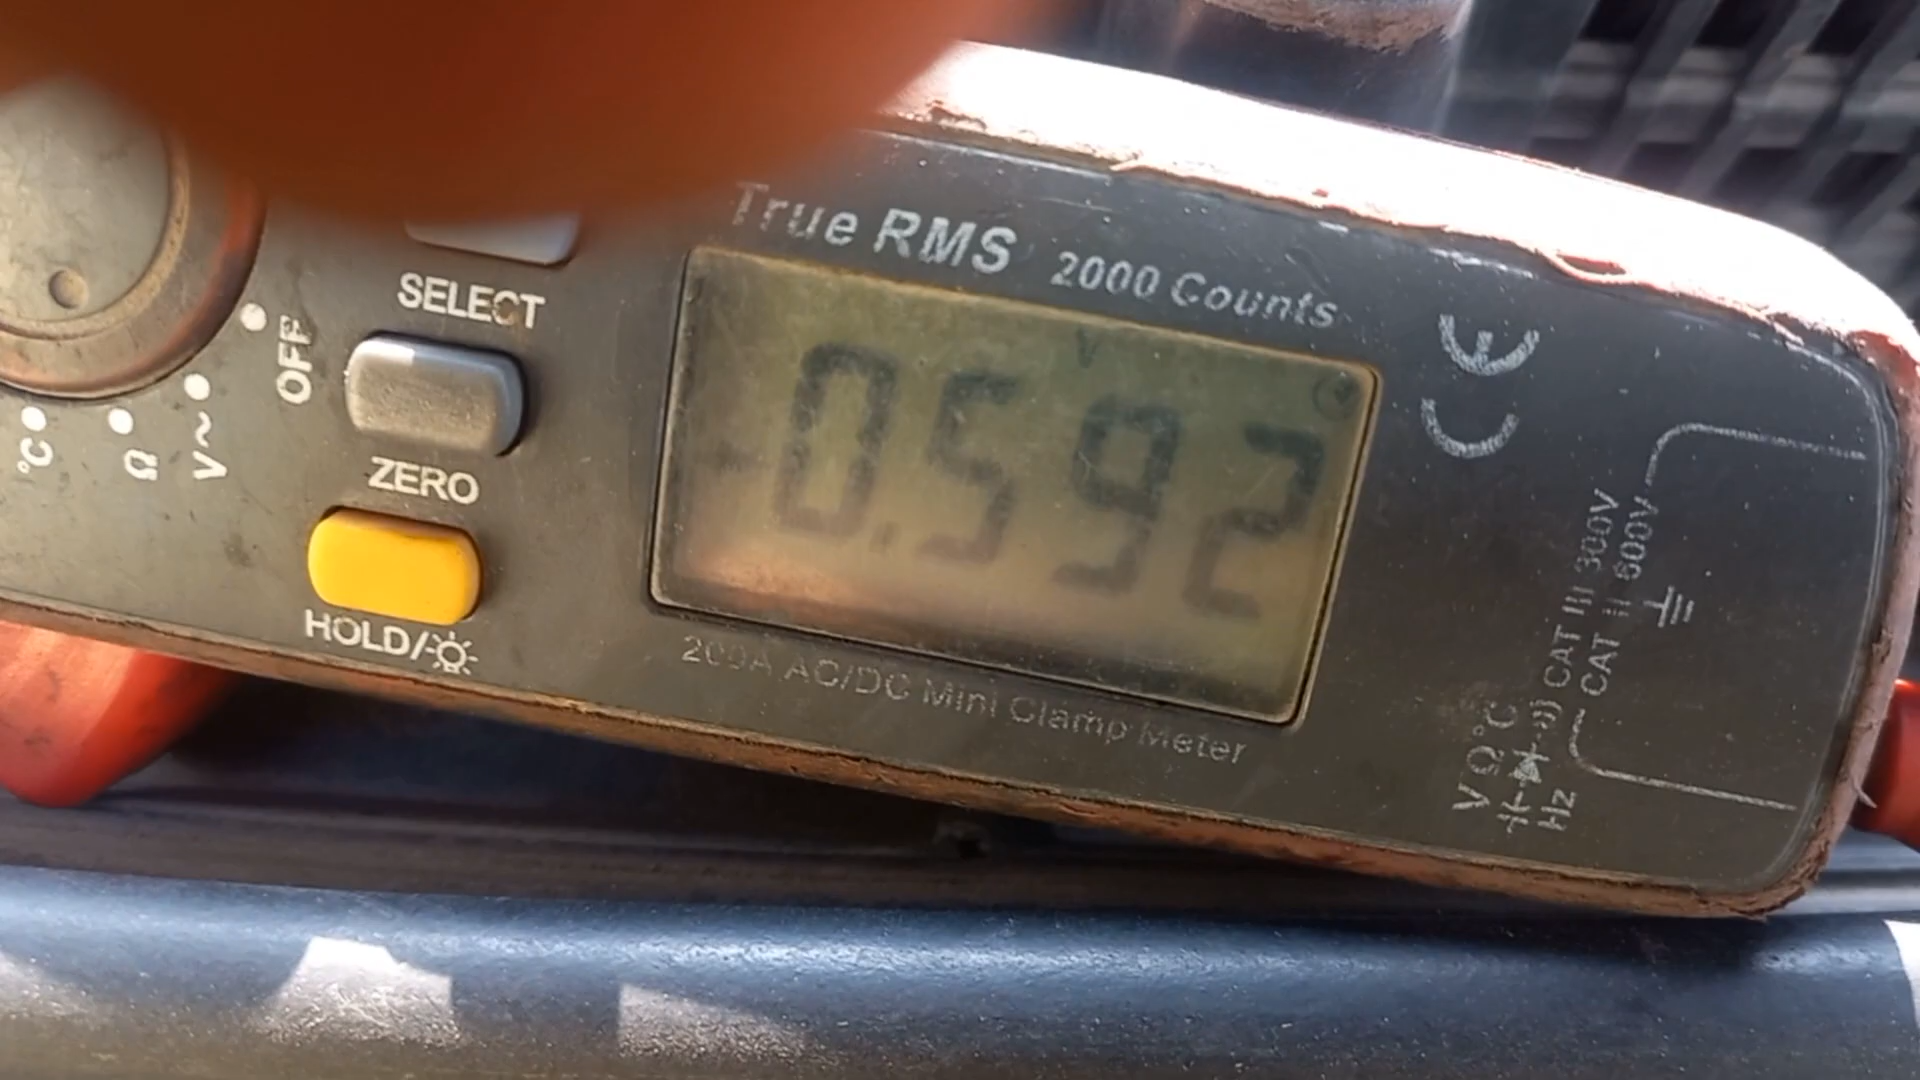 True RMS 2000 Counts
SELECT
OFF
V~
Ω
°C
ZERO
HOLD/
V
0.592
200A AC/DC Mini Clamp Meter
CE
CAT III 300V
CAT II 600V
VΩ°C
Hz